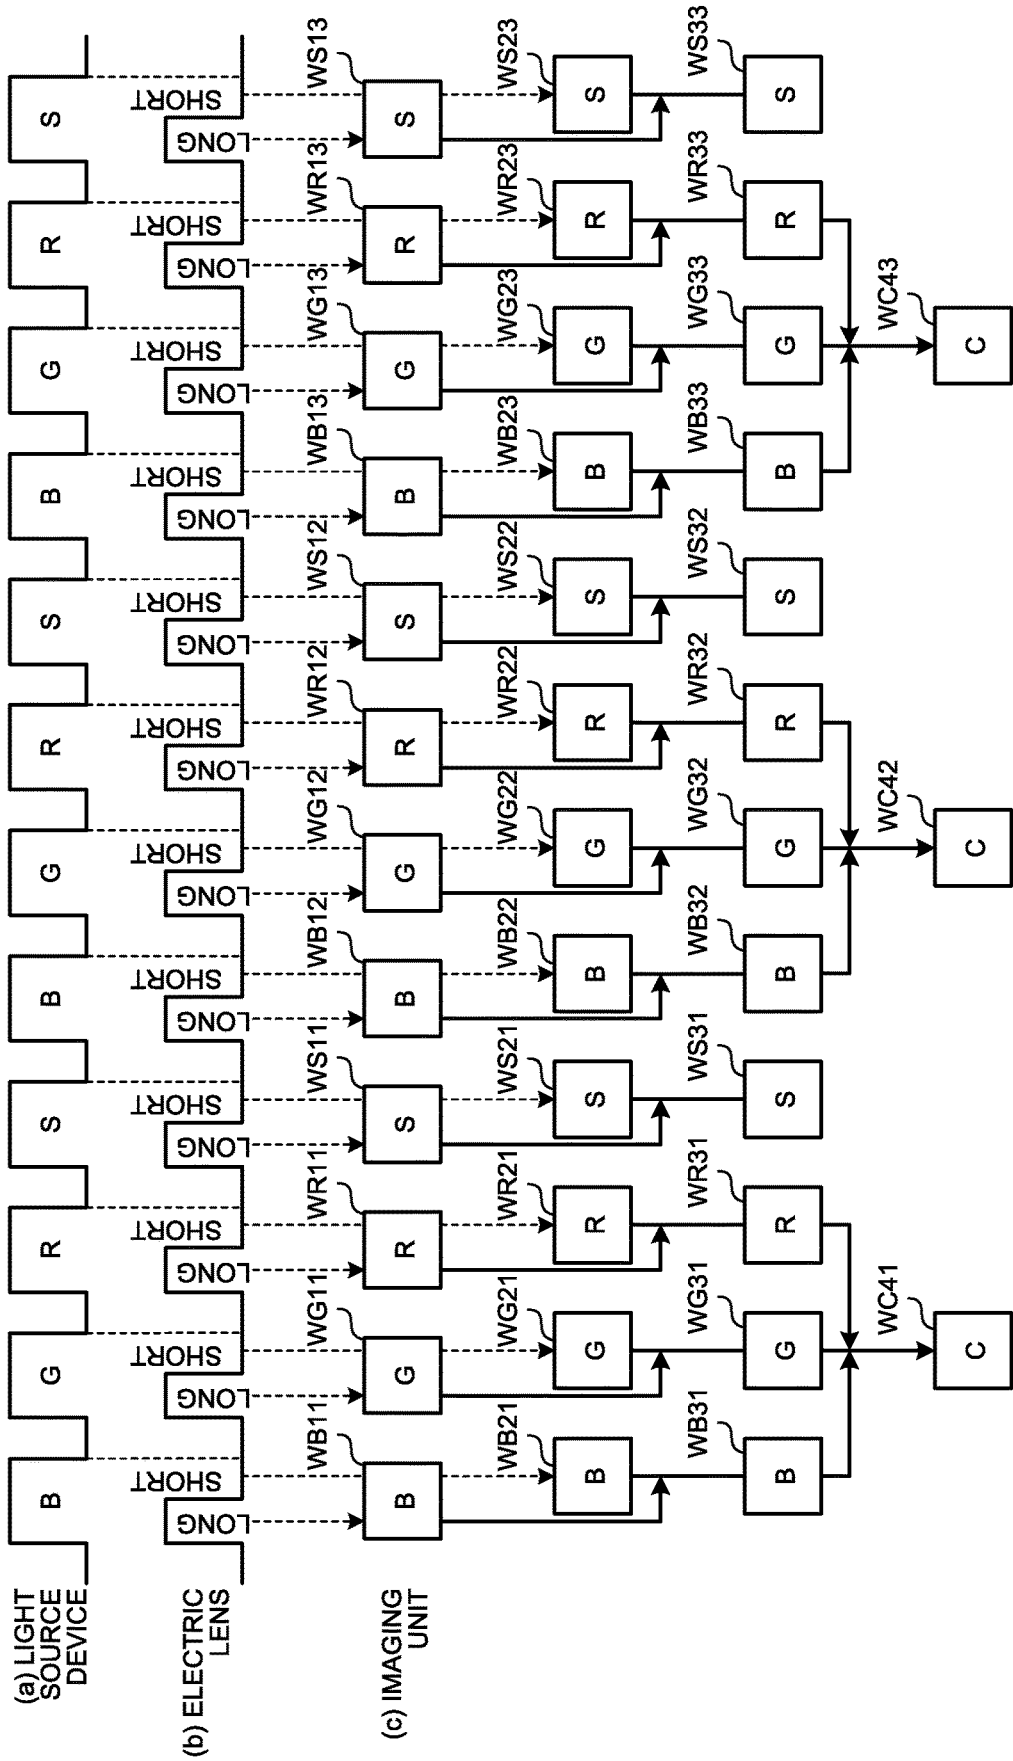 (a) LIGHT
SOURCE
DEVICE
B
G
R
S
B
G
R
S
B
G
R
S
(b) ELECTRIC
LENS
LONG
SHORT
LONG
SHORT
LONG
SHORT
LONG
SHORT
LONG
SHORT
LONG
SHORT
LONG
SHORT
LONG
SHORT
LONG
SHORT
LONG
SHORT
LONG
SHORT
LONG
SHORT
(c) IMAGING
UNIT
WB11
WG11
WR11
WS11
WB12
WG12
WR12
WS12
WB13
WG13
WR13
WS13
B
G
R
S
B
G
R
S
B
G
R
S
WB21
WG21
WR21
WS21
WB22
WG22
WR22
WS22
WB23
WG23
WR23
WS23
B
G
R
S
B
G
R
S
B
G
R
S
WB31
WG31
WR31
WS31
WB32
WG32
WR32
WS32
WB33
WG33
WR33
WS33
B
G
R
S
B
G
R
S
B
G
R
S
WC41
WC42
WC43
C
C
C